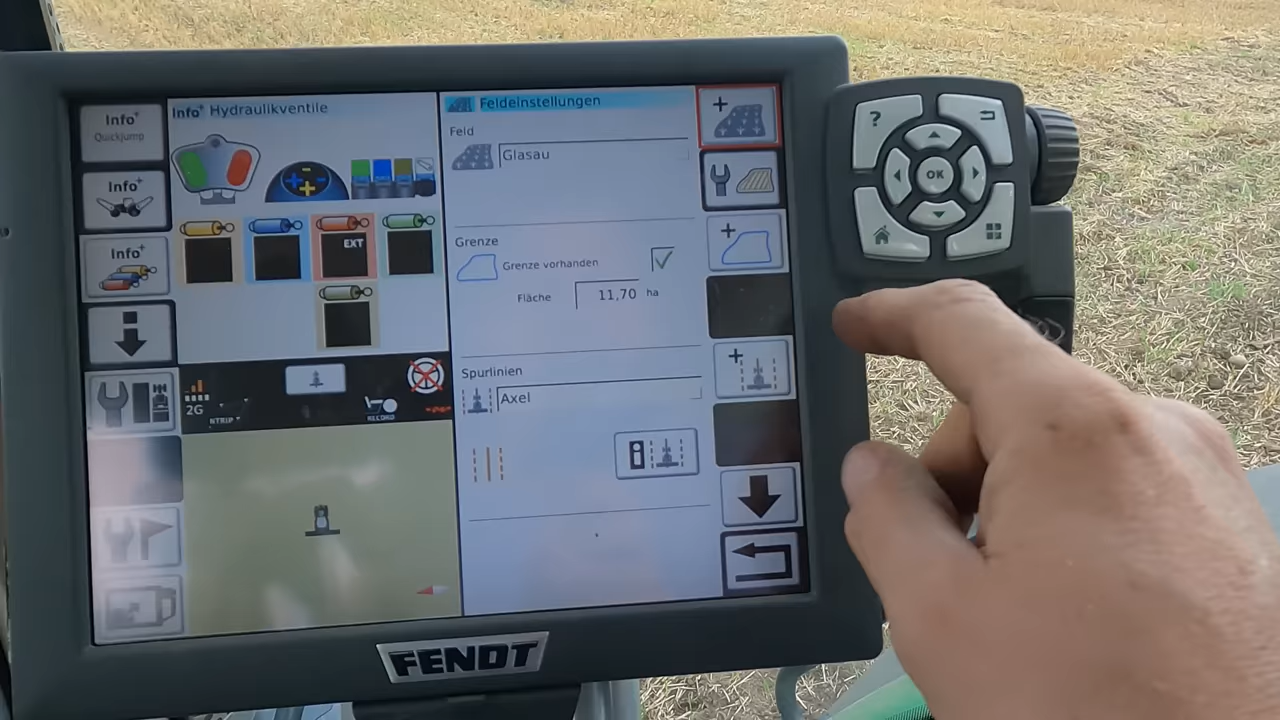 Info+
Quickjump
Info+
Info+
Info+ Hydraulikventile
EXT
2G
NTRIP
RECORD
Feldeinstellungen
Feld
Glasau
Grenze
Grenze vorhanden
Fläche
11,70 ha
Spurlinien
Axel
?
OK
FENDT